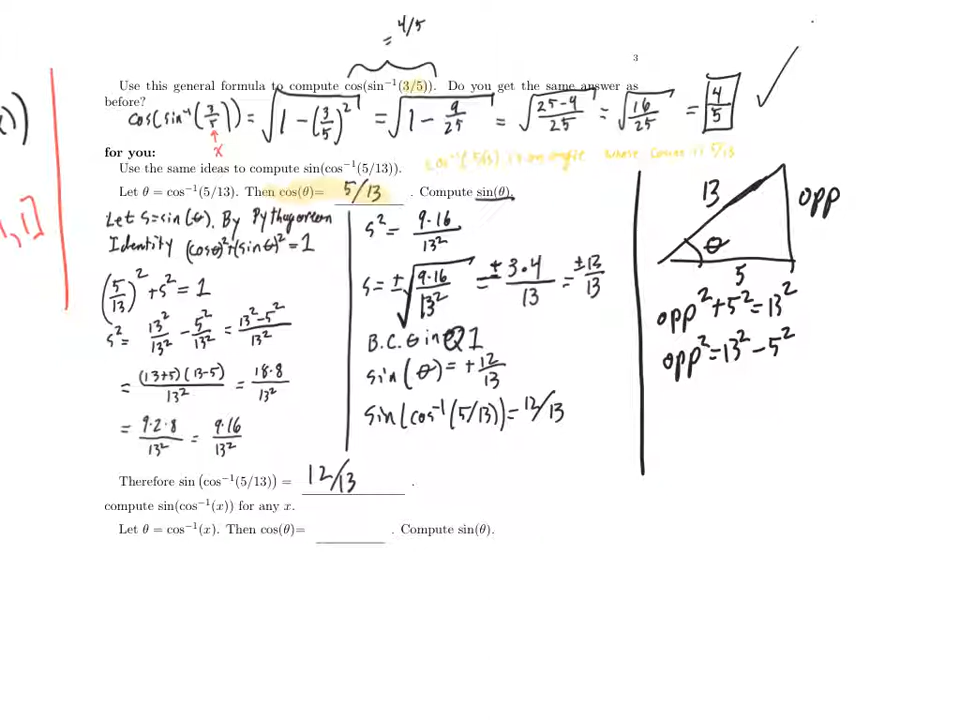 = 4/5
3
Use this general formula to compute cos(sin⁻¹(3/5)). Do you get the same answer as
before?
cos(sin⁻¹(3/5)) = √(1 − (3/5)²) = √(1 − 9/25) = √((25-9)/25) = √(16/25) = 4/5
x
for you:
Use the same ideas to compute sin(cos⁻¹(5/13)).
cos⁻¹(5/13) is an angle whose cosine is 5/13
Let θ = cos⁻¹(5/13). Then cos(θ)= 5/13 . Compute sin(θ).
Let s=sin(θ). By Pythagorean
Identity (cosθ)²+(sinθ)²=1
(5/13)² + s² = 1
s² = 13²/13² − 5²/13² = (13²−5²)/13²
= (13+5)(13-5)/13² = 18·8/13²
= 9·2·8/13² = 9·16/13²
s² = 9·16/13²
s = ±√(9·16/13²) = ±3·4/13 = ±12/13
B.C. θ in Q1
sin(θ) = +12/13
sin(cos⁻¹(5/13)) = 12/13
13
opp
θ
5
opp²+5²=13²
opp²=13²−5²
Therefore sin (cos⁻¹(5/13)) = 12/13 .
compute sin(cos⁻¹(x)) for any x.
Let θ = cos⁻¹(x). Then cos(θ)= . Compute sin(θ).